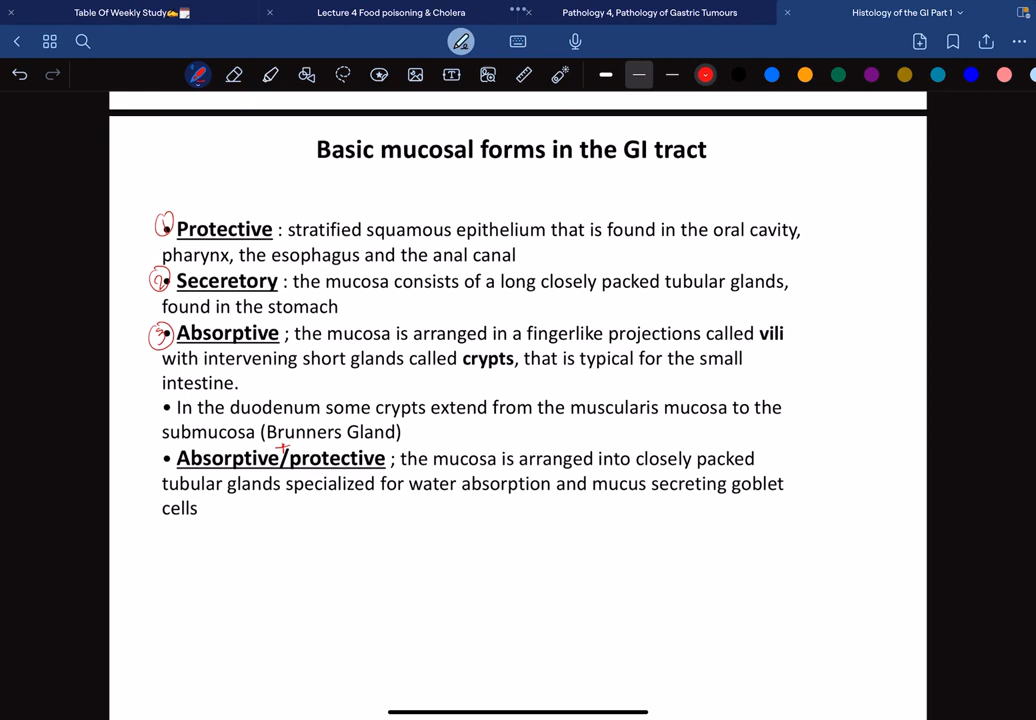 Table Of Weekly Study✍️🗓️
Lecture 4 Food poisoning & Cholera
Pathology 4, Pathology of Gastric Tumours
Histology of the GI Part 1
Basic mucosal forms in the GI tract
① • Protective : stratified squamous epithelium that is found in the oral cavity,
pharynx, the esophagus and the anal canal
② • Seceretory : the mucosa consists of a long closely packed tubular glands,
found in the stomach
③ • Absorptive ; the mucosa is arranged in a fingerlike projections called vili
with intervening short glands called crypts, that is typical for the small
intestine.
• In the duodenum some crypts extend from the muscularis mucosa to the
submucosa (Brunners Gland)
+
• Absorptive/protective ; the mucosa is arranged into closely packed
tubular glands specialized for water absorption and mucus secreting goblet
cells